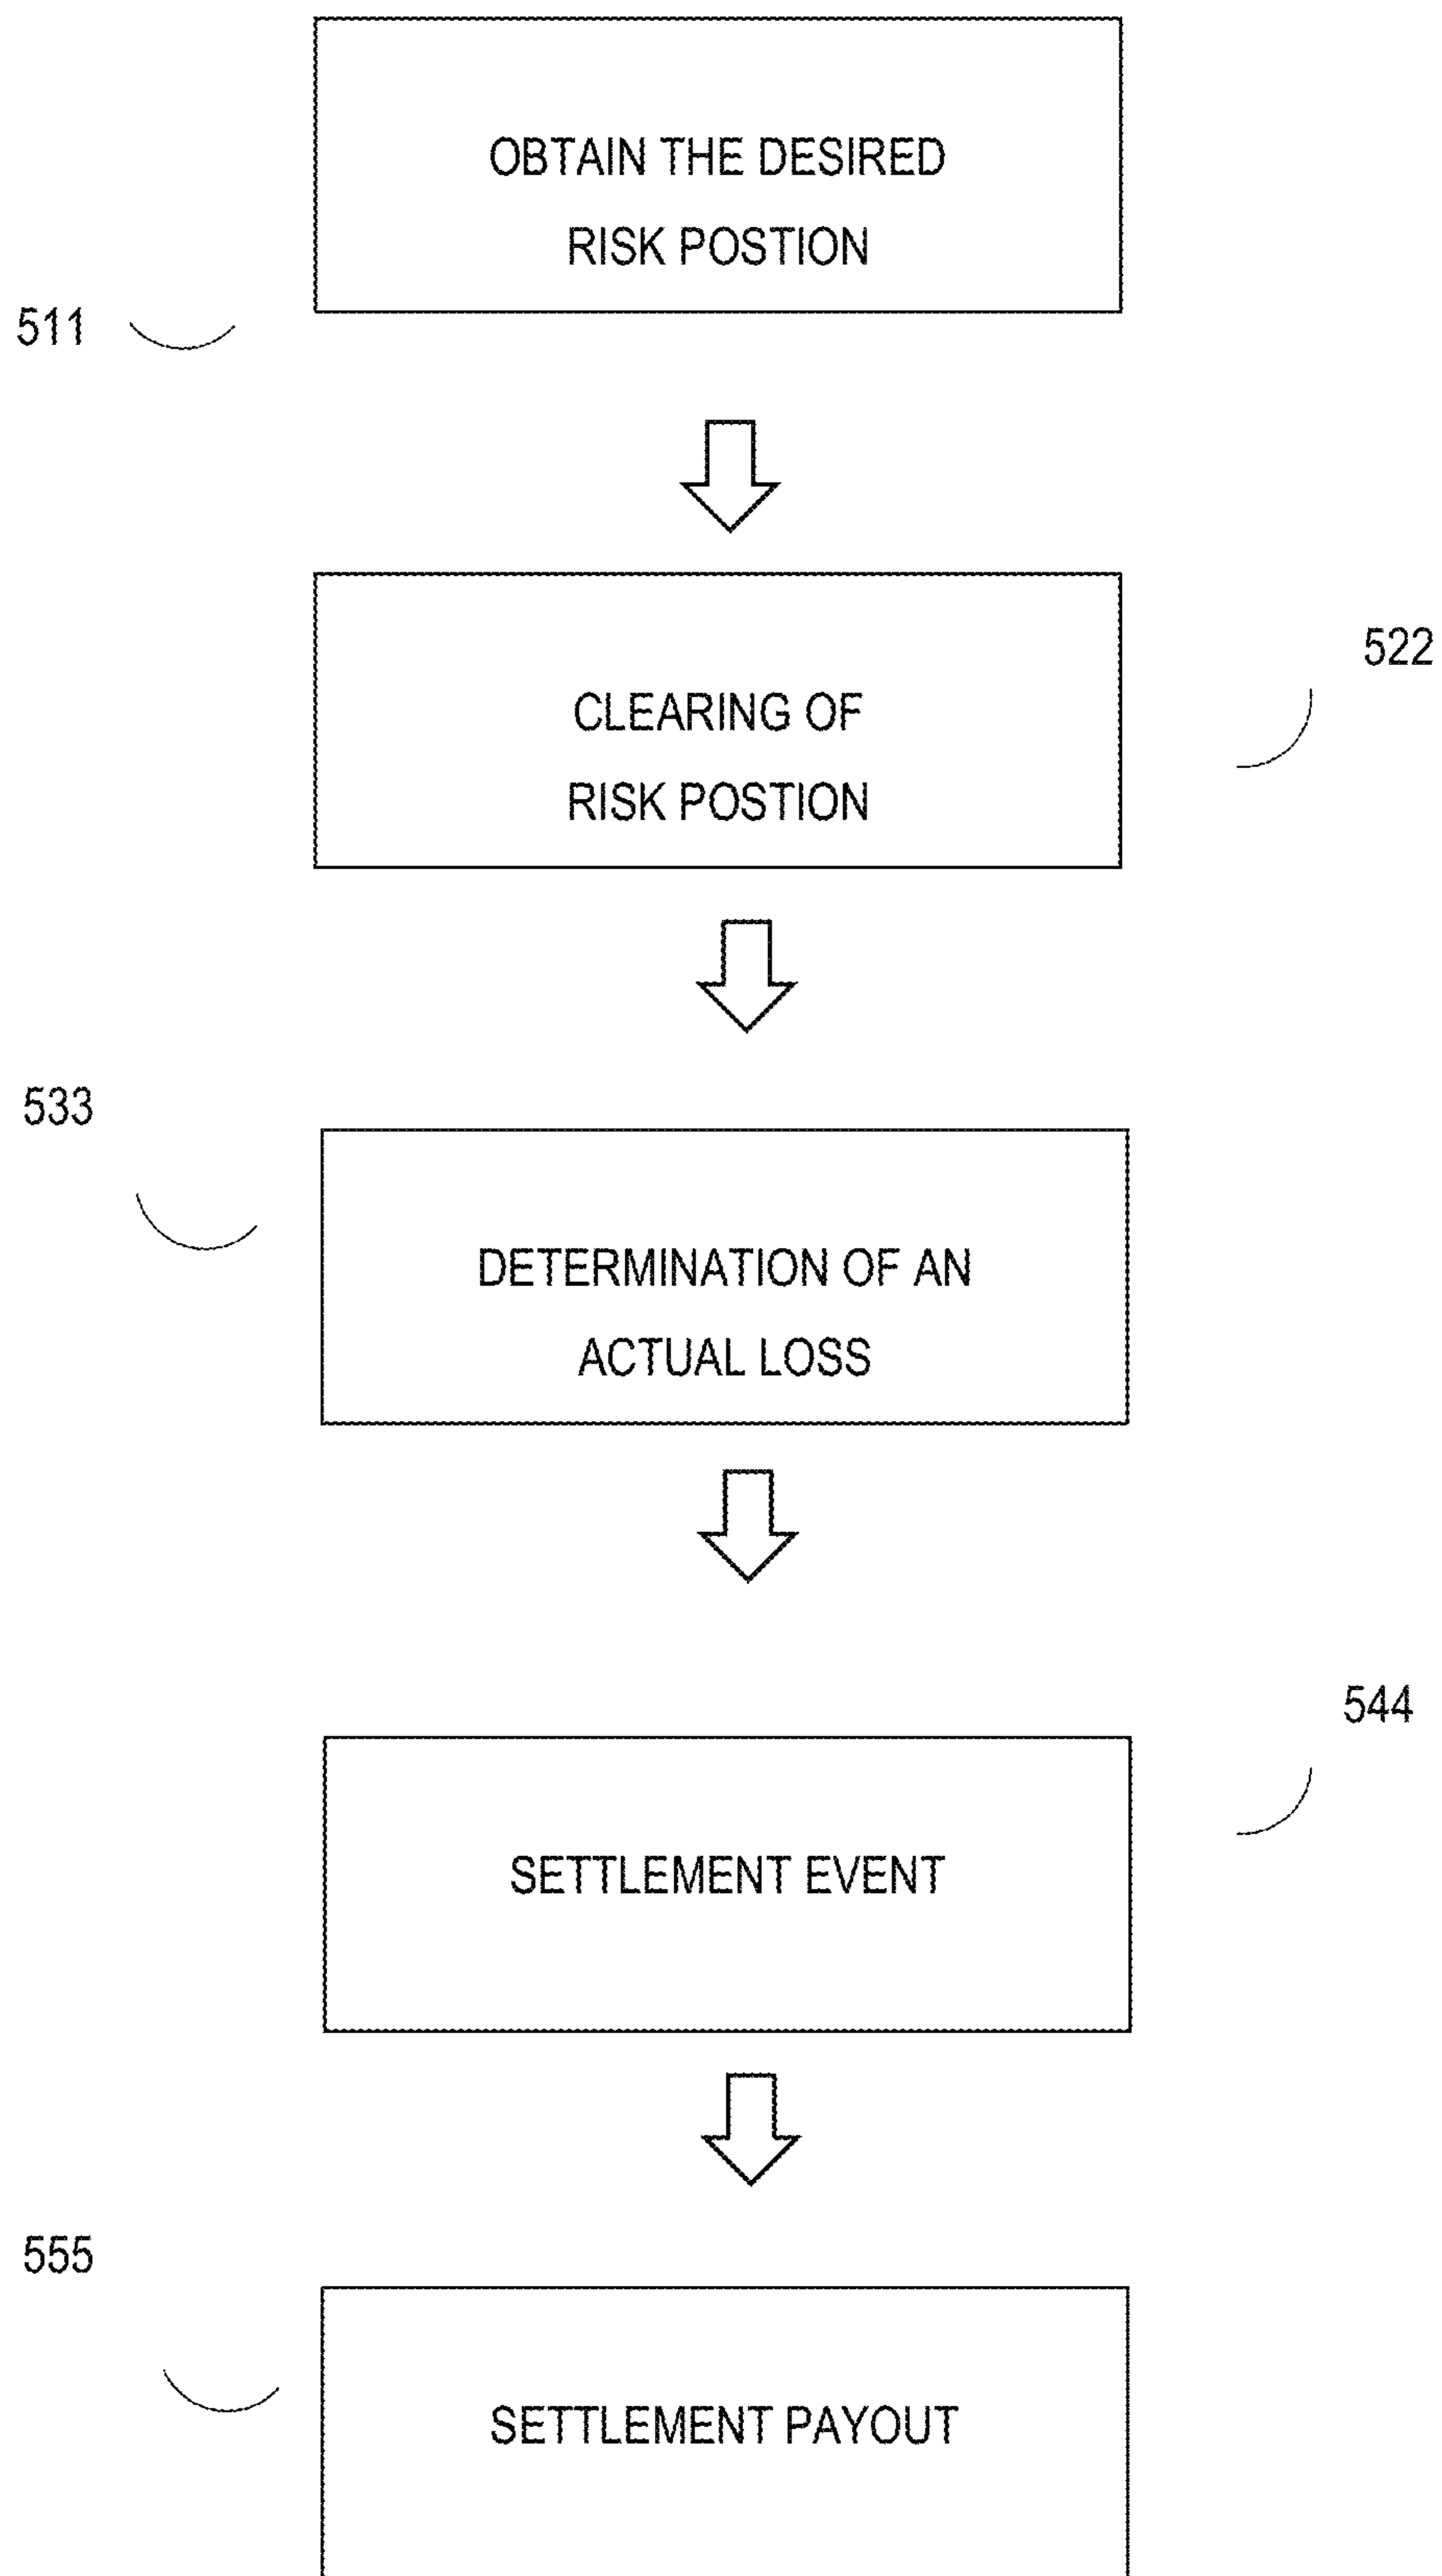 OBTAIN THE DESIRED
RISK POSTION
511
522
CLEARING OF
RISK POSTION
533
DETERMINATION OF AN
ACTUAL LOSS
544
SETTLEMENT EVENT
555
SETTLEMENT PAYOUT